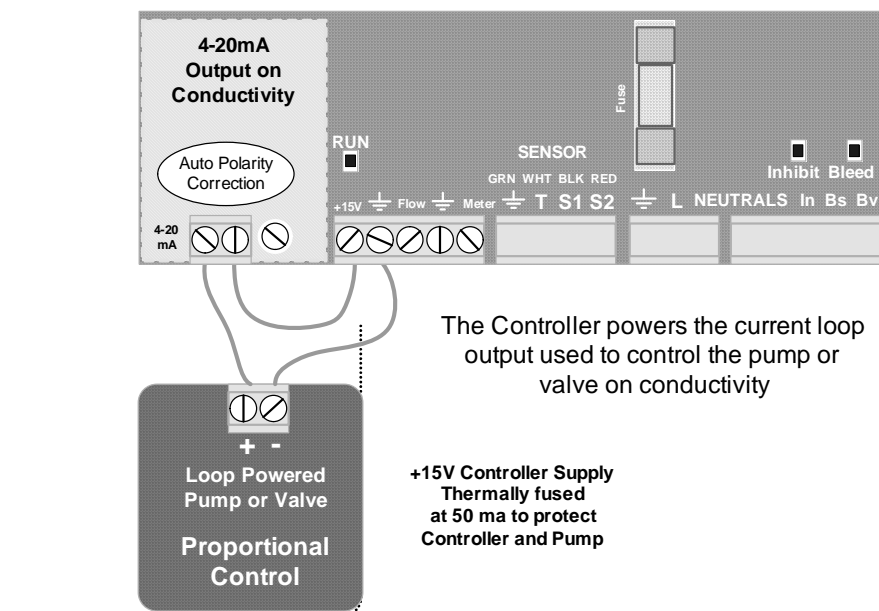 4-20mA
Output on
Conductivity
Auto Polarity
Correction
4-20
mA
RUN
+15V Flow Meter
SENSOR
GRN WHT BLK RED
T S1 S2
Fuse
L NEUTRALS In Bs Bv
Inhibit Bleed
The Controller powers the current loop
output used to control the pump or
valve on conductivity
+ -
Loop Powered
Pump or Valve
Proportional
Control
+15V Controller Supply
Thermally fused
at 50 ma to protect
Controller and Pump